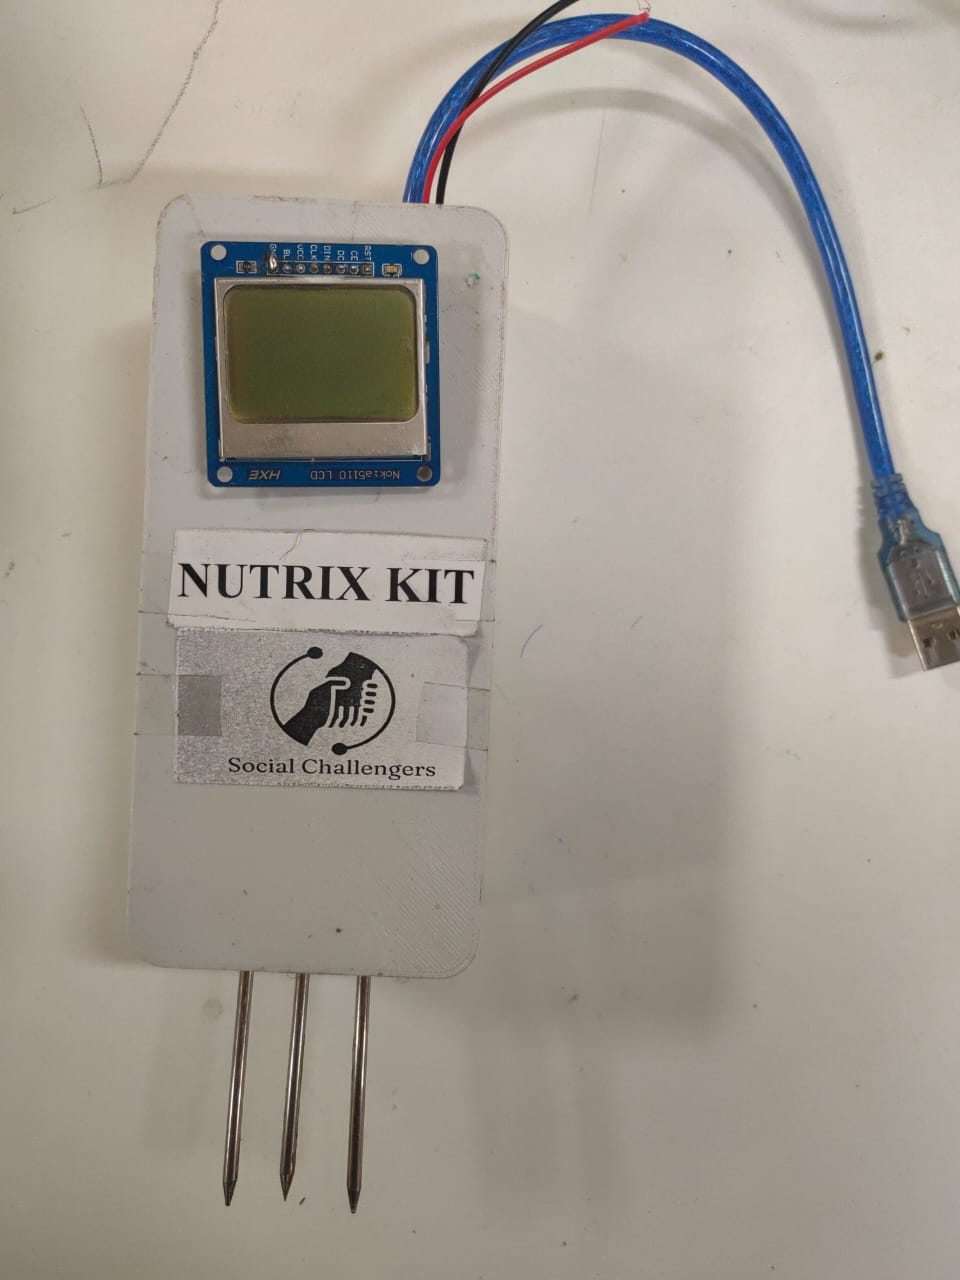 RST
CE
DC
DIN
CLK
VCC
BL
Nokia5110 LCD HXE
NUTRIX KIT
Social Challengers